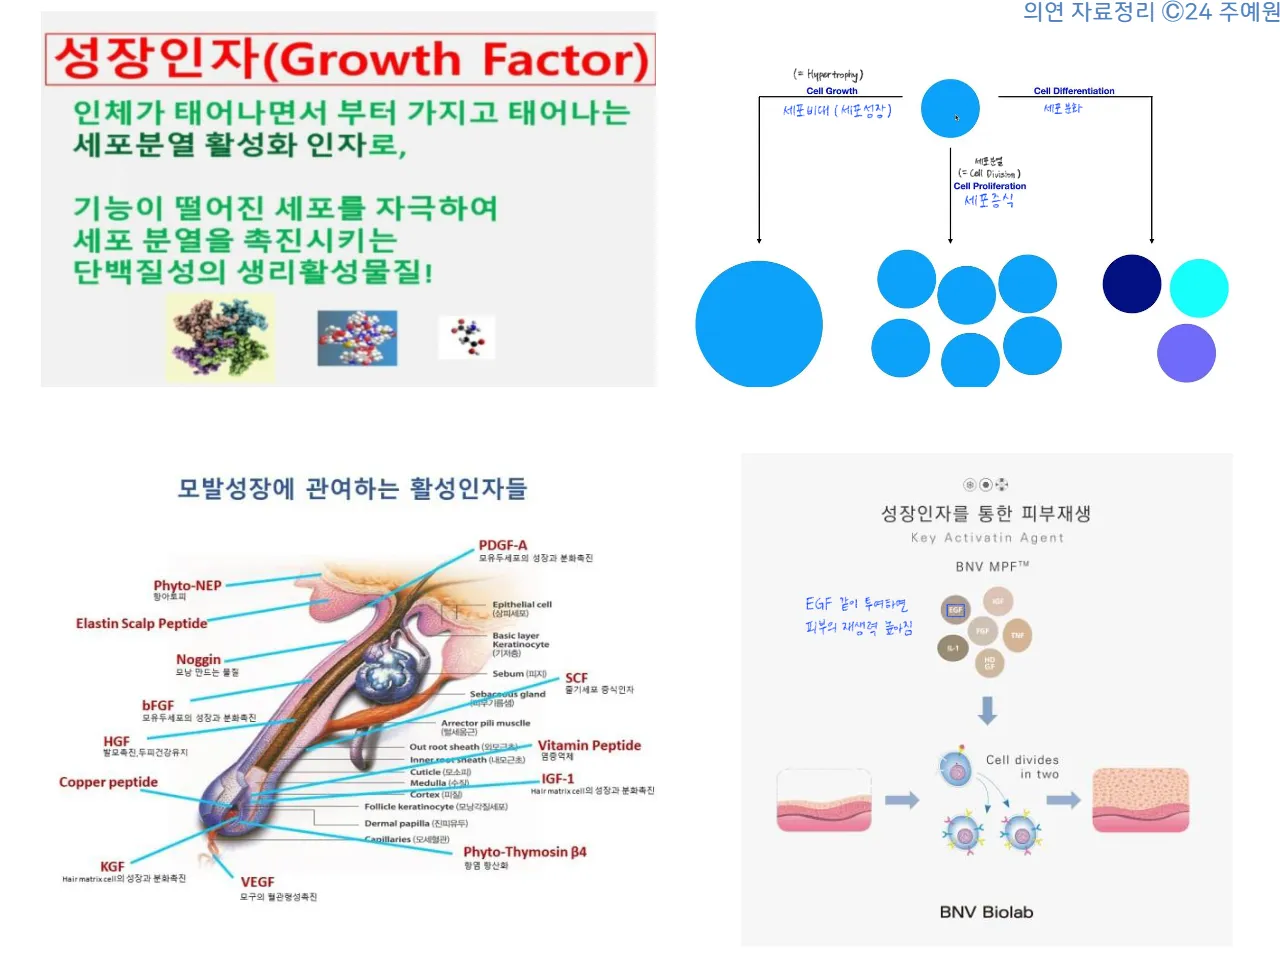 의연 자료정리 ©24 주예원
성장인자(Growth Factor)
인체가 태어나면서 부터 가지고 태어나는
세포분열 활성화 인자로,
기능이 떨어진 세포를 자극하여
세포 분열을 촉진시키는
단백질성의 생리활성물질!
(= Hypertrophy)
Cell Growth
세포비대 (세포성장)
Cell Differentiation
세포분화
세포분열
(= Cell Division)
Cell Proliferation
세포증식
모발성장에 관여하는 활성인자들
PDGF-A
모유두세포의 성장과 분화촉진
Phyto-NEP
항아토피
Elastin Scalp Peptide
Noggin
모낭 만드는 물질
bFGF
모유두세포의 성장과 분화촉진
HGF
발모촉진,두피건강유지
Copper peptide
KGF
Hair matrix cell의 성장과 분화촉진
VEGF
모구의 혈관형성촉진
Epithelial cell
(상피세포)
Basic layer
Keratinocyte
(기저층)
Sebum (피지)
SCF
줄기세포 증식인자
Sebaceous gland
(피부기름샘)
Arrector pili muscle
(털세움근)
Out root sheath (외모근초)
Inner root sheath (내모근초)
Vitamin Peptide
염증억제
Cuticle (모소피)
Medulla (수질)
IGF-1
Hair matrix cell의 성장과 분화촉진
Cortex (피질)
Follicle keratinocyte (모낭각질세포)
Dermal papilla (진피유두)
Capillaries (모세혈관)
Phyto-Thymosin β4
항염 항산화
성장인자를 통한 피부재생
Key Activatin Agent
BNV MPF™
EGF 같이 투여하면
피부의 재생력 높아짐
EGF
IGF
FGF
TNF
IL-1
HD
GF
Cell divides
in two
BNV Biolab